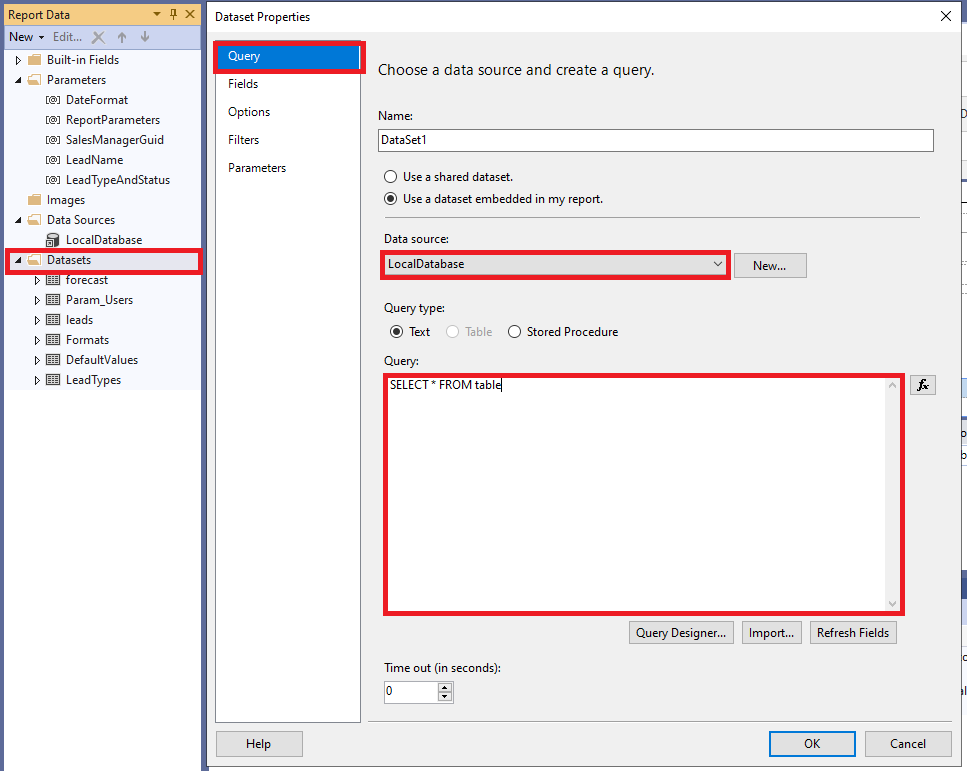 Report Data
New Edit...
Built-in Fields
Parameters
[@] DateFormat
[@] ReportParameters
[@] SalesManagerGuid
[@] LeadName
[@] LeadTypeAndStatus
Images
Data Sources
LocalDatabase
Datasets
forecast
Param_Users
leads
Formats
DefaultValues
LeadTypes
Dataset Properties
Query
Fields
Options
Filters
Parameters
Choose a data source and create a query.
Name:
DataSet1
Use a shared dataset.
Use a dataset embedded in my report.
Data source:
LocalDatabase New...
Query type:
Text Table Stored Procedure
Query:
SELECT * FROM table
fx
Query Designer... Import... Refresh Fields
Time out (in seconds):
0
Help OK Cancel